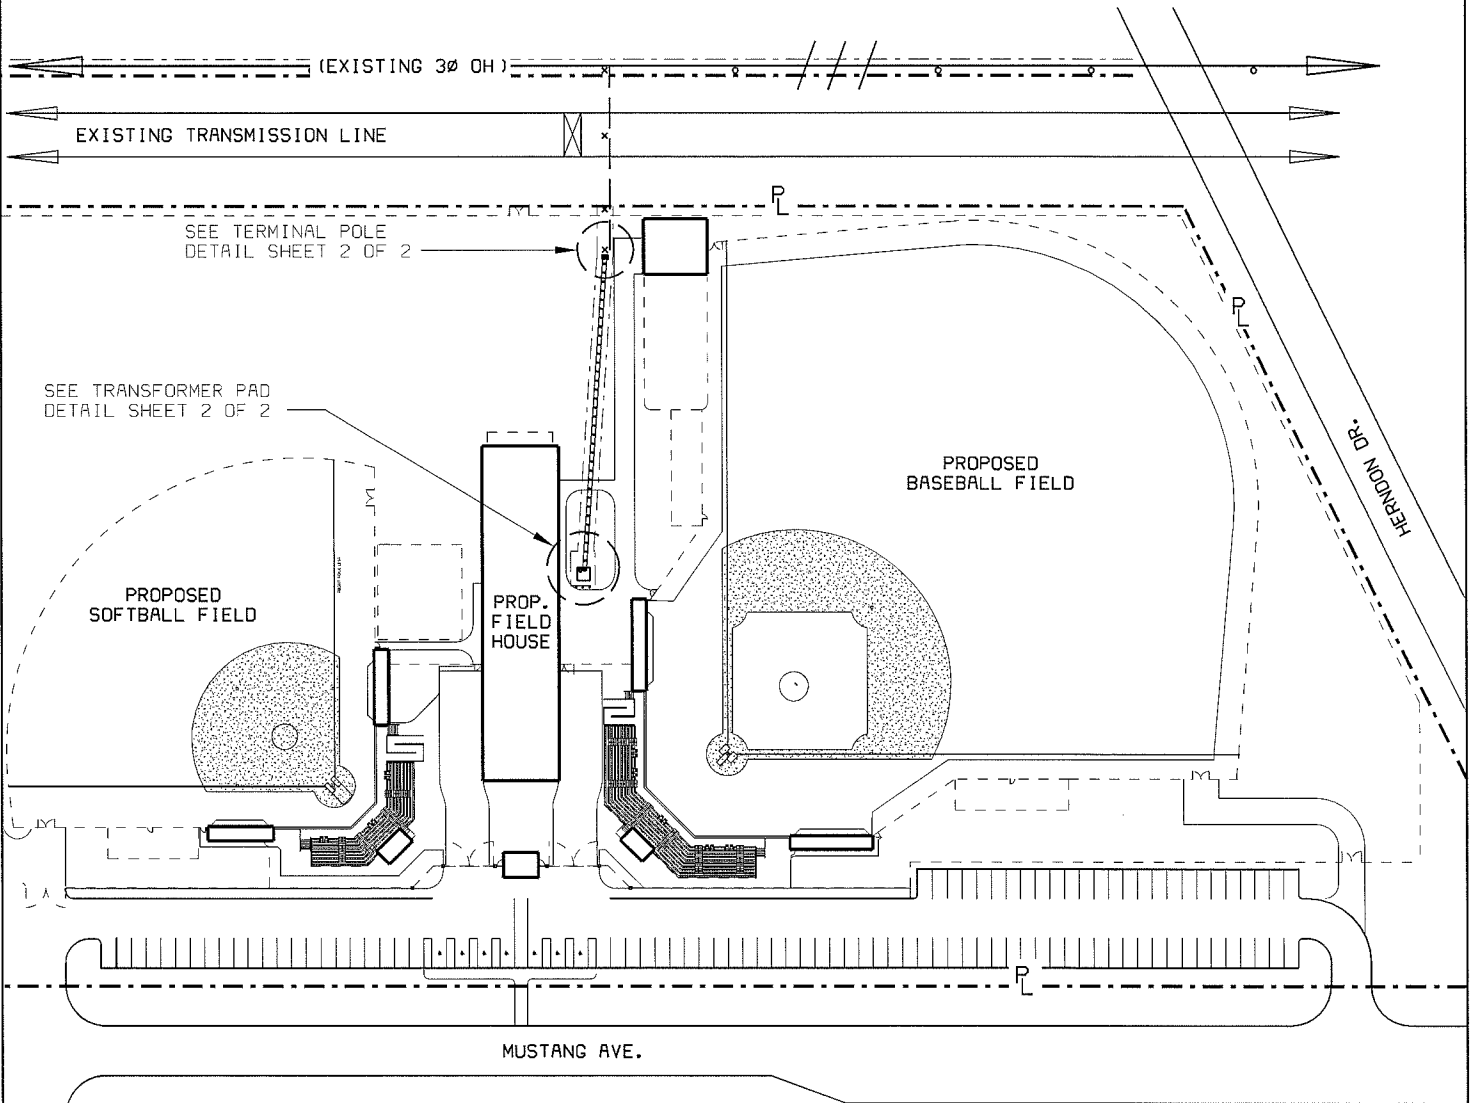 (EXISTING 3Ø OH)
EXISTING TRANSMISSION LINE
PL
SEE TERMINAL POLE
DETAIL SHEET 2 OF 2
PL
SEE TRANSFORMER PAD
DETAIL SHEET 2 OF 2
HERNDON DR.
PROPOSED
BASEBALL FIELD
PROPOSED
SOFTBALL FIELD
PROP.
FIELD
HOUSE
PL
MUSTANG AVE.